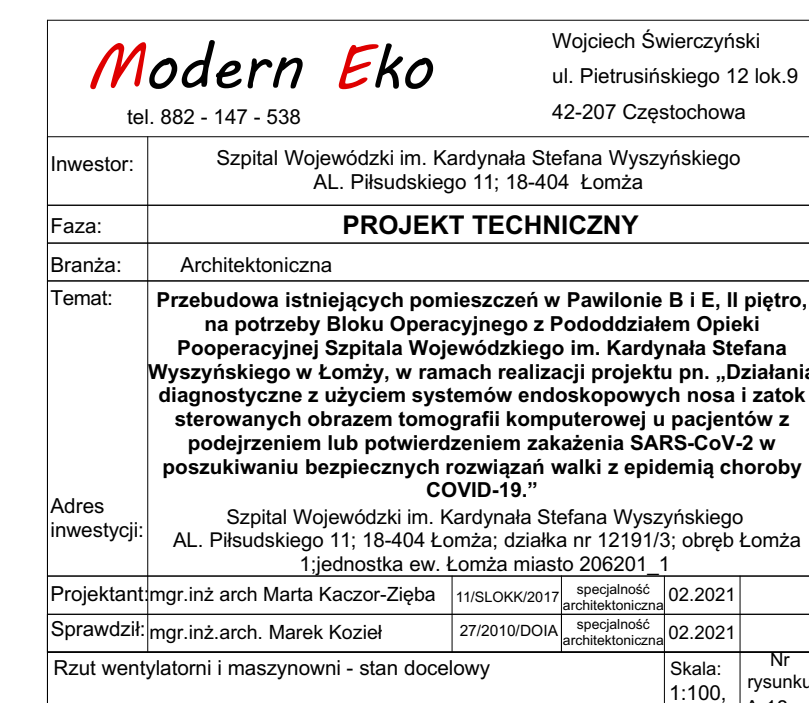 Modern Eko
tel. 882 - 147 - 538
Wojciech Świerczyński
ul. Pietrusińskiego 12 lok.9
42-207 Częstochowa
Inwestor:
Szpital Wojewódzki im. Kardynała Stefana Wyszyńskiego
AL. Piłsudskiego 11; 18-404 Łomża
Faza:
PROJEKT TECHNICZNY
Branża:
Architektoniczna
Temat:
Przebudowa istniejących pomieszczeń w Pawilonie B i E, II piętro,
na potrzeby Bloku Operacyjnego z Pododdziałem Opieki
Pooperacyjnej Szpitala Wojewódzkiego im. Kardynała Stefana
Wyszyńskiego w Łomży, w ramach realizacji projektu pn. „Działania
diagnostyczne z użyciem systemów endoskopowych nosa i zatok
sterowanych obrazem tomografii komputerowej u pacjentów z
podejrzeniem lub potwierdzeniem zakażenia SARS-CoV-2 w
poszukiwaniu bezpiecznych rozwiązań walki z epidemią choroby
COVID-19.”
Adres
inwestycji:
Szpital Wojewódzki im. Kardynała Stefana Wyszyńskiego
AL. Piłsudskiego 11; 18-404 Łomża; działka nr 12191/3; obręb Łomża
1;jednostka ew. Łomża miasto 206201_1
Projektant:
mgr.inż arch Marta Kaczor-Zięba
11/SLOKK/2017
specjalność
architektoniczna
02.2021
Sprawdził:
mgr.inż.arch. Marek Kozieł
27/2010/DOIA
specjalność
architektoniczna
02.2021
Rzut wentylatorni i maszynowni - stan docelowy
Skala:
1:100,
Nr
rysunku